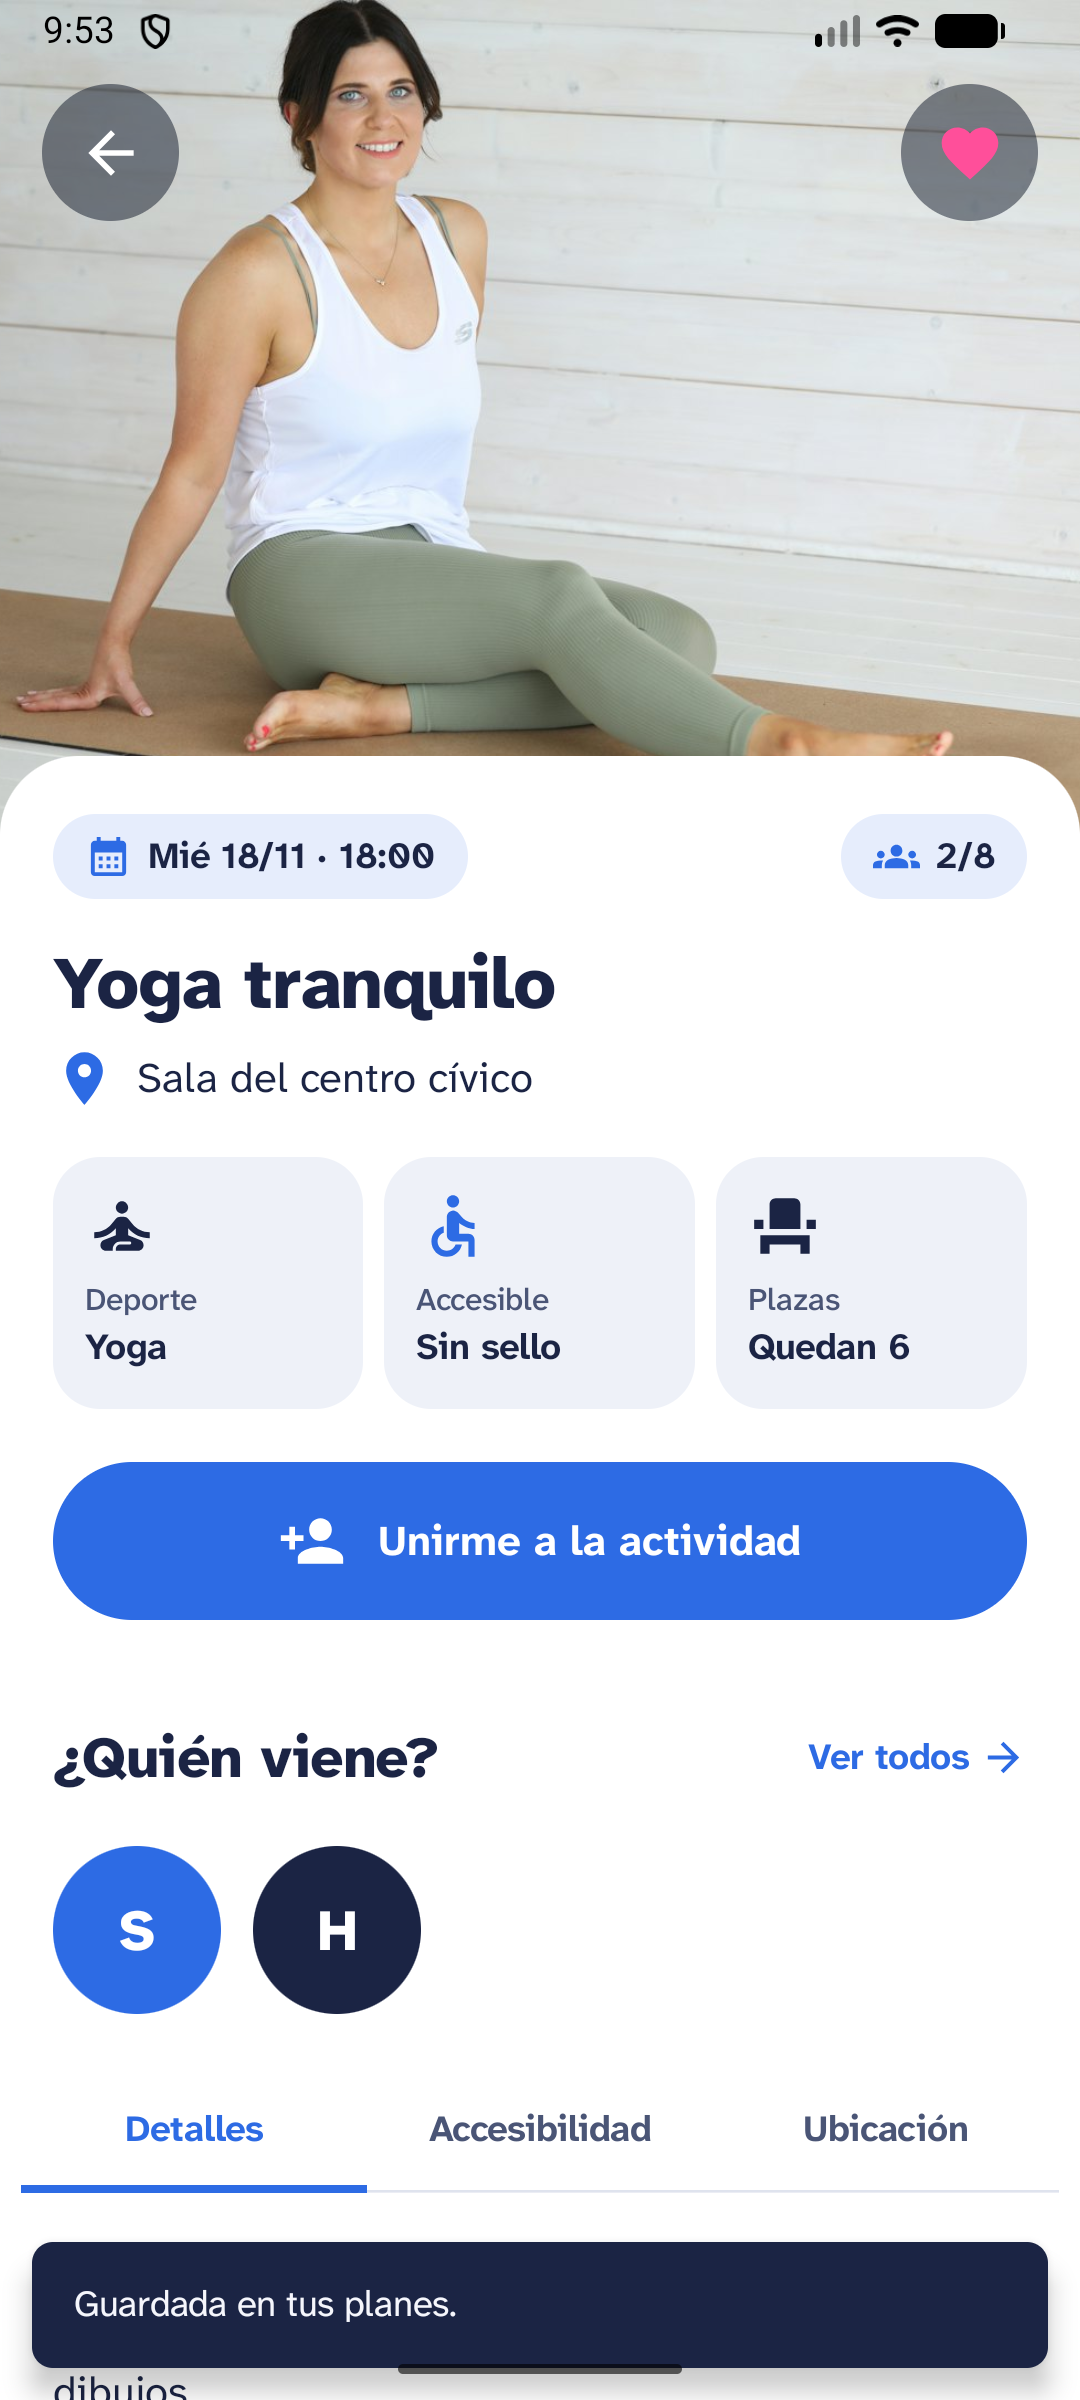 9:53
Mié 18/11 · 18:00
2/8
Yoga tranquilo
Sala del centro cívico
Deporte
Yoga
Accesible
Sin sello
Plazas
Quedan 6
Unirme a la actividad
¿Quién viene?
Ver todos
S
H
Detalles
Accesibilidad
Ubicación
Guardada en tus planes.
dibujos